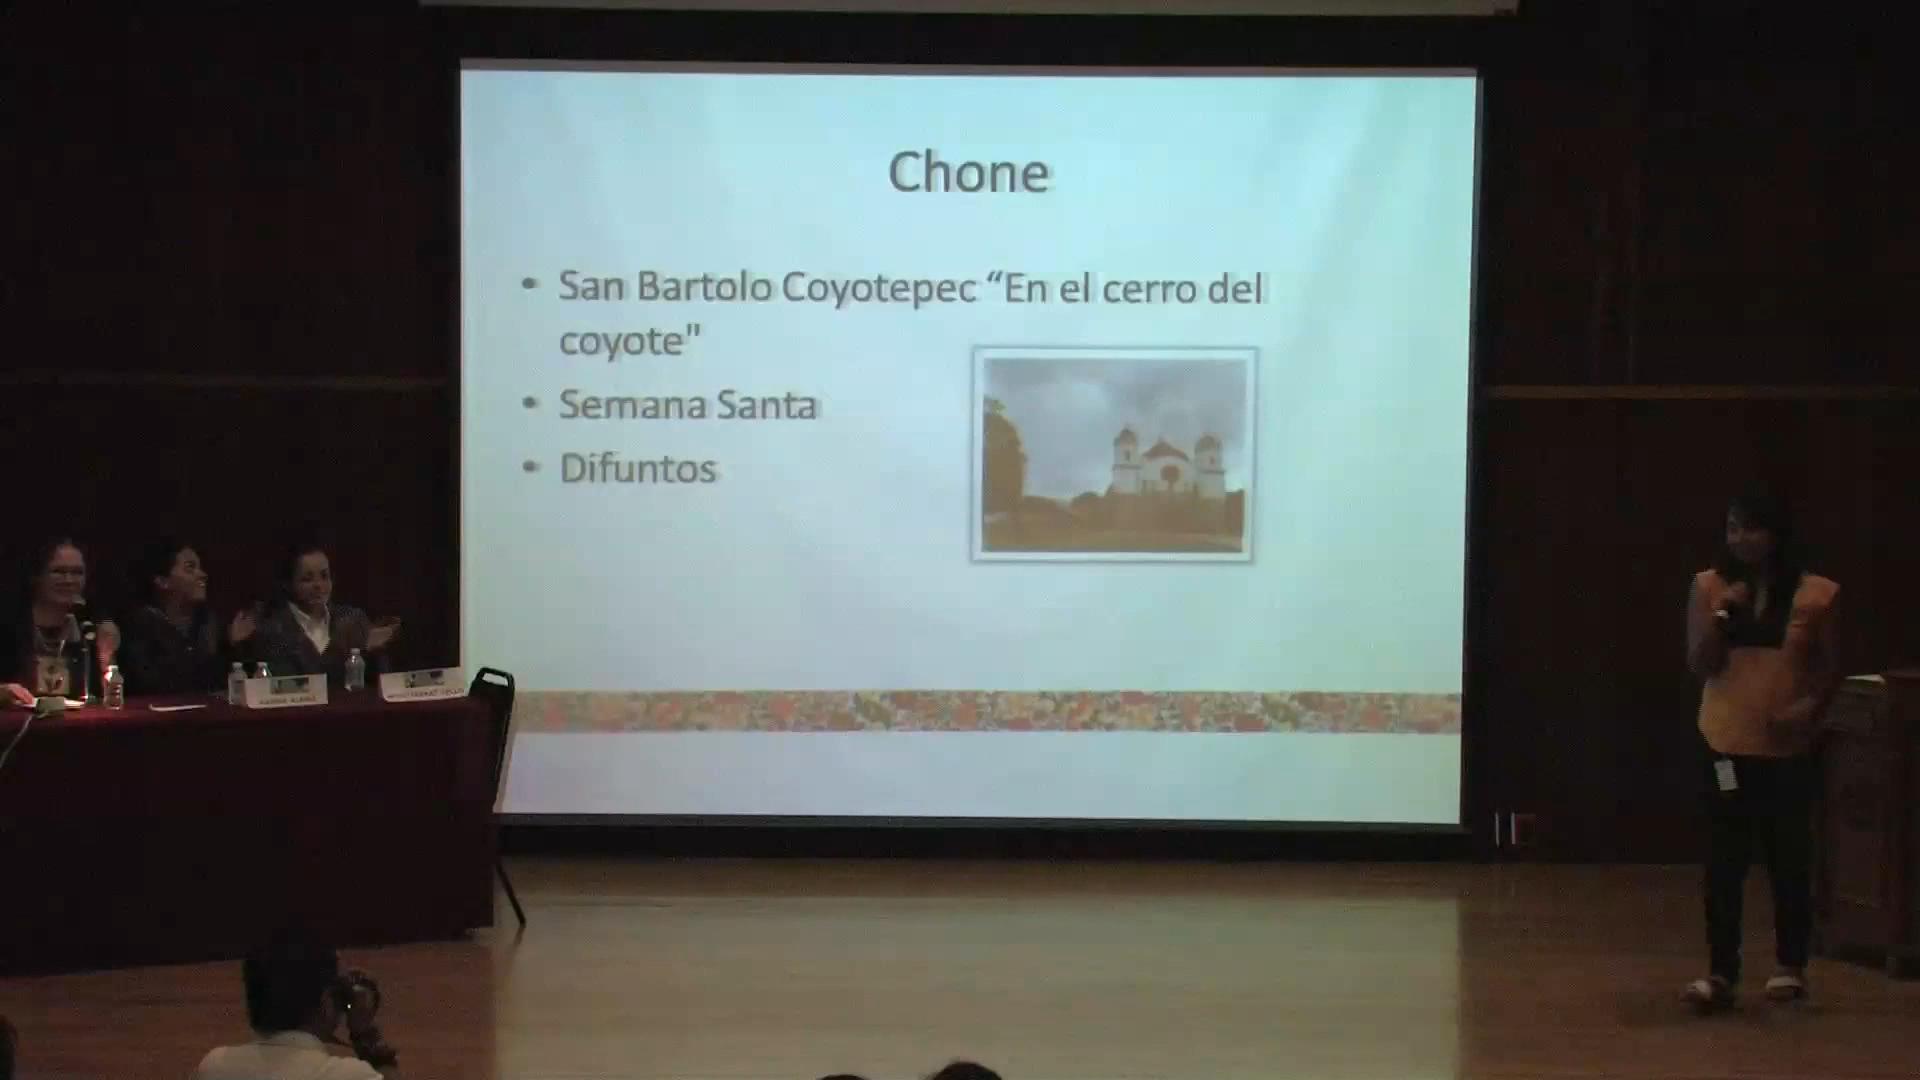 Chone
• San Bartolo Coyotepec “En el cerro del
coyote"
• Semana Santa
• Difuntos